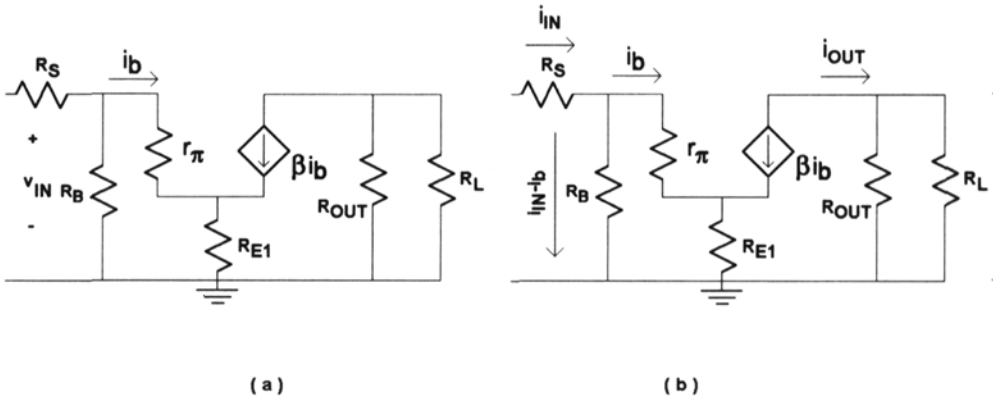 R_S
i_b
+
v_IN
-
R_B
r_π
βi_b
R_E1
R_OUT
R_L
( a )
i_IN
R_S
i_b
i_OUT
i_IN-i_b
R_B
r_π
βi_b
R_E1
R_OUT
R_L
( b )